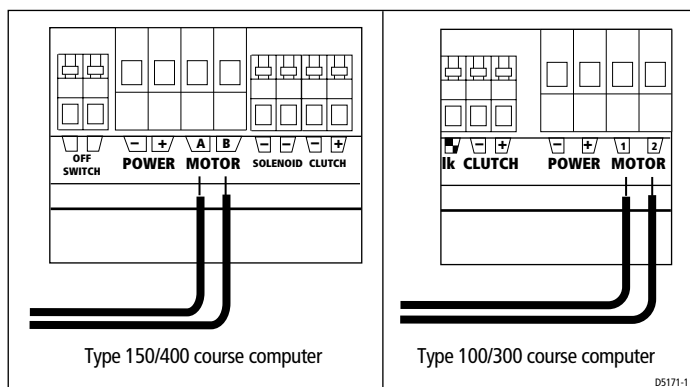 − + A B − − − +
OFF SWITCH POWER MOTOR SOLENOID CLUTCH
Type 150/400 course computer
− + − + 1 2
lk CLUTCH POWER MOTOR
Type 100/300 course computer
D5171-1